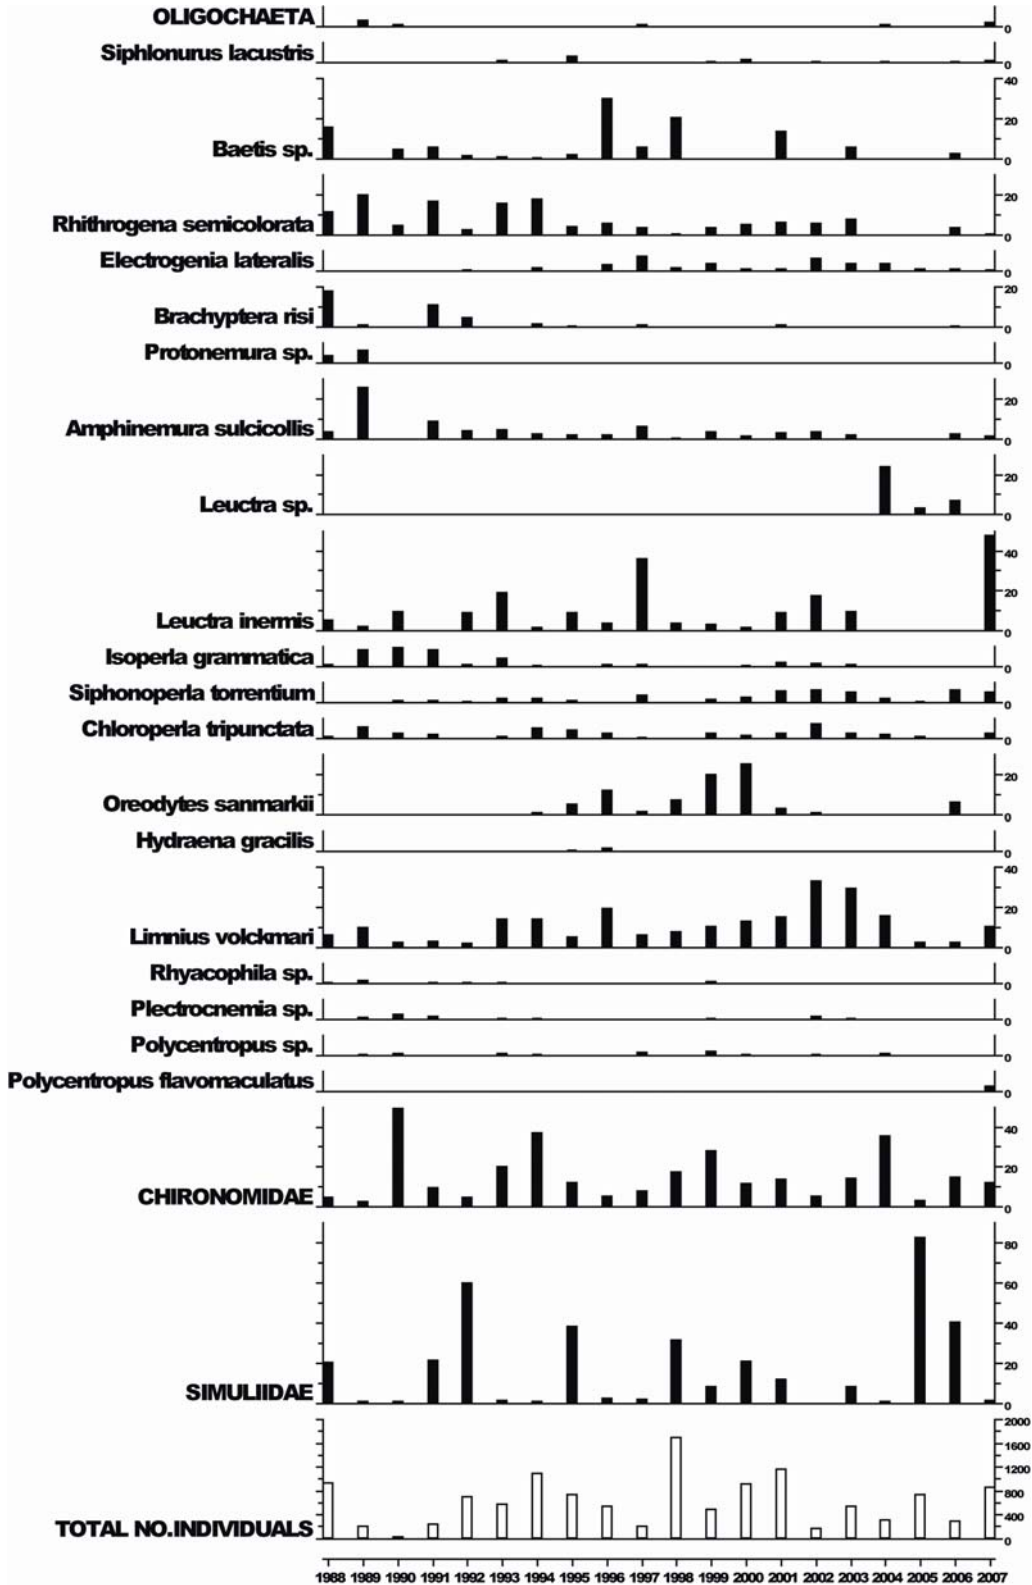 OLIGOCHAETA
0
Siphlonurus lacustris
0
40
20
Baetis sp.
0
20
Rhithrogena semicolorata
0
Electrogenia lateralis
0
20
Brachyptera risi
0
Protonemura sp.
0
20
Amphinemura sulcicollis
0
20
Leuctra sp.
0
40
20
Leuctra inermis
0
Isoperla grammatica
0
Siphonoperla torrentium
0
Chloroperla tripunctata
0
20
Oreodytes sanmarkii
0
Hydraena gracilis
0
40
20
Limnius volckmari
0
Rhyacophila sp.
0
Plectrocnemia sp.
0
Polycentropus sp.
0
Polycentropus flavomaculatus
0
40
20
CHIRONOMIDAE
0
80
60
40
20
SIMULIIDAE
0
2000
1600
1200
800
400
TOTAL NO.INDIVIDUALS
0
1988 1989 1990 1991 1992 1993 1994 1995 1996 1997 1998 1999 2000 2001 2002 2003 2004 2005 2006 2007